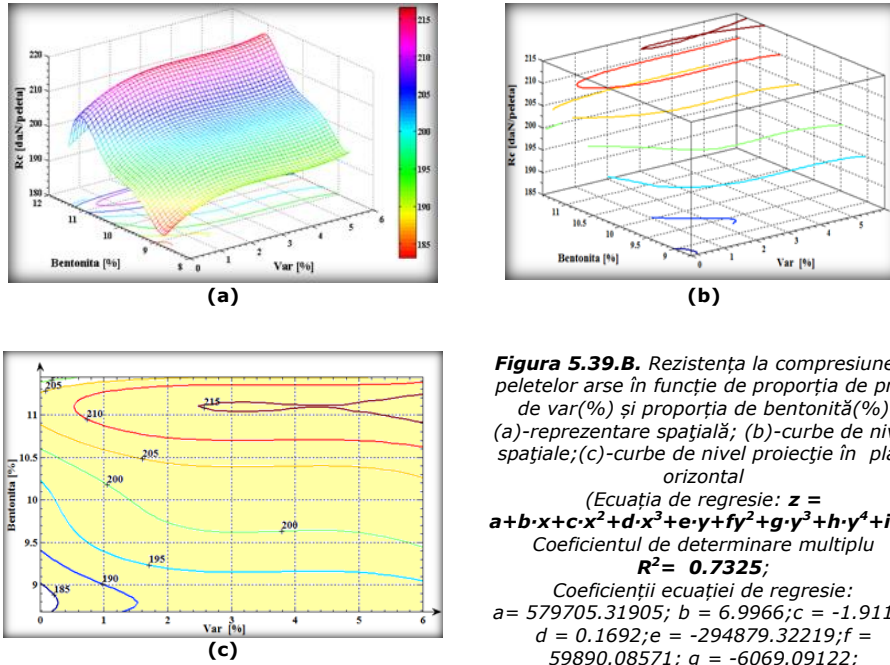 220
210
200
190
180
Rc [daN/peleta]
12
11
10
9
8
Bentonita [%]
0
1
2
3
4
5
6
Var [%]
215
210
205
200
195
190
185
(a)
215
210
205
200
195
190
185
Rc [daN/peleta]
11
10.5
10
9.5
9
Bentonita [%]
0
1
2
3
4
5
Var [%]
(b)
205
210
215
205
200
200
195
190
185
11
10.5
10
9.5
9
Bentonita [%]
0
1
2
3
4
5
6
Var [%]
(c)
Figura 5.39.B. Rezistența la compresiune
peletelor arse în funcție de proporția de pr
de var(%) și proporția de bentonită(%)
(a)-reprezentare spaţială; (b)-curbe de niv
spaţiale;(c)-curbe de nivel proiecţie în pla
orizontal
(Ecuația de regresie: z =
a+b·x+c·x²+d·x³+e·y+fy²+g·y³+h·y⁴+i
Coeficientul de determinare multiplu
R²= 0.7325;
Coeficienții ecuației de regresie:
a= 579705.31905; b = 6.9966;c = -1.911
d = 0.1692;e = -294879.32219;f =
59890.08571; g = -6069.09122;